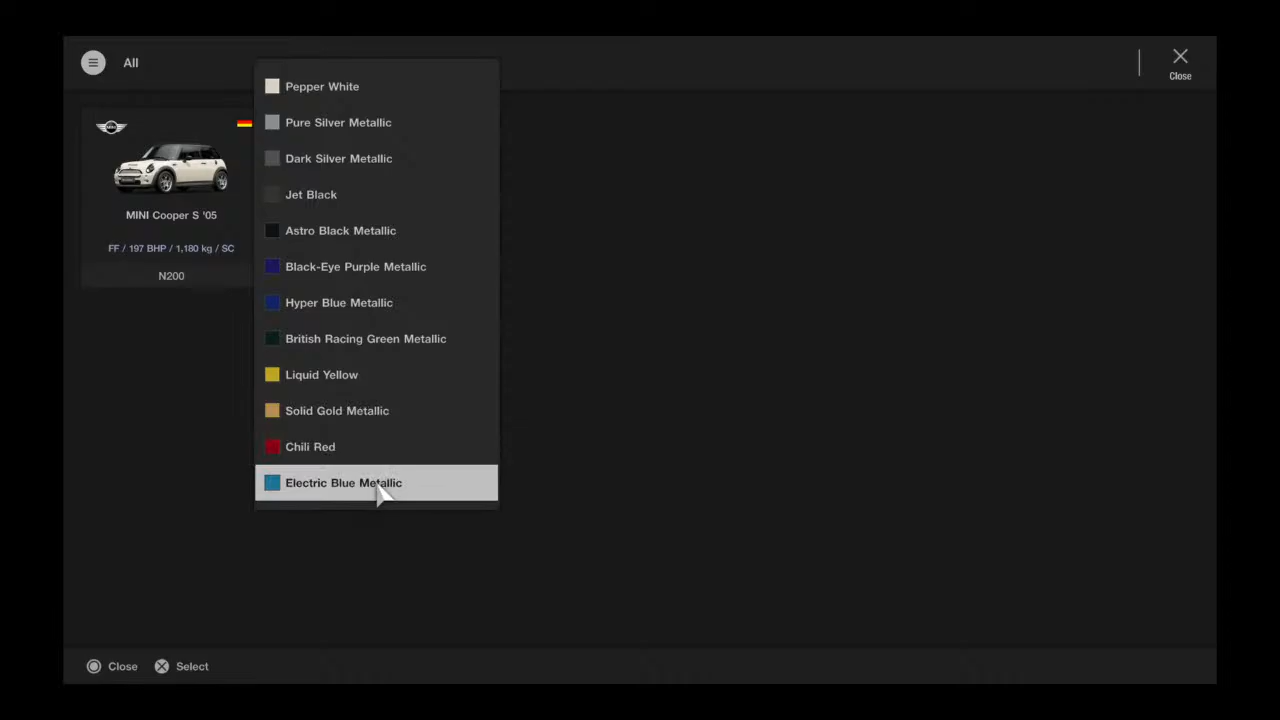 All
Close
MINI Cooper S '05
FF / 197 BHP / 1,180 kg / SC
N200
Pepper White
Pure Silver Metallic
Dark Silver Metallic
Jet Black
Astro Black Metallic
Black-Eye Purple Metallic
Hyper Blue Metallic
British Racing Green Metallic
Liquid Yellow
Solid Gold Metallic
Chili Red
Electric Blue Metallic
Close
Select